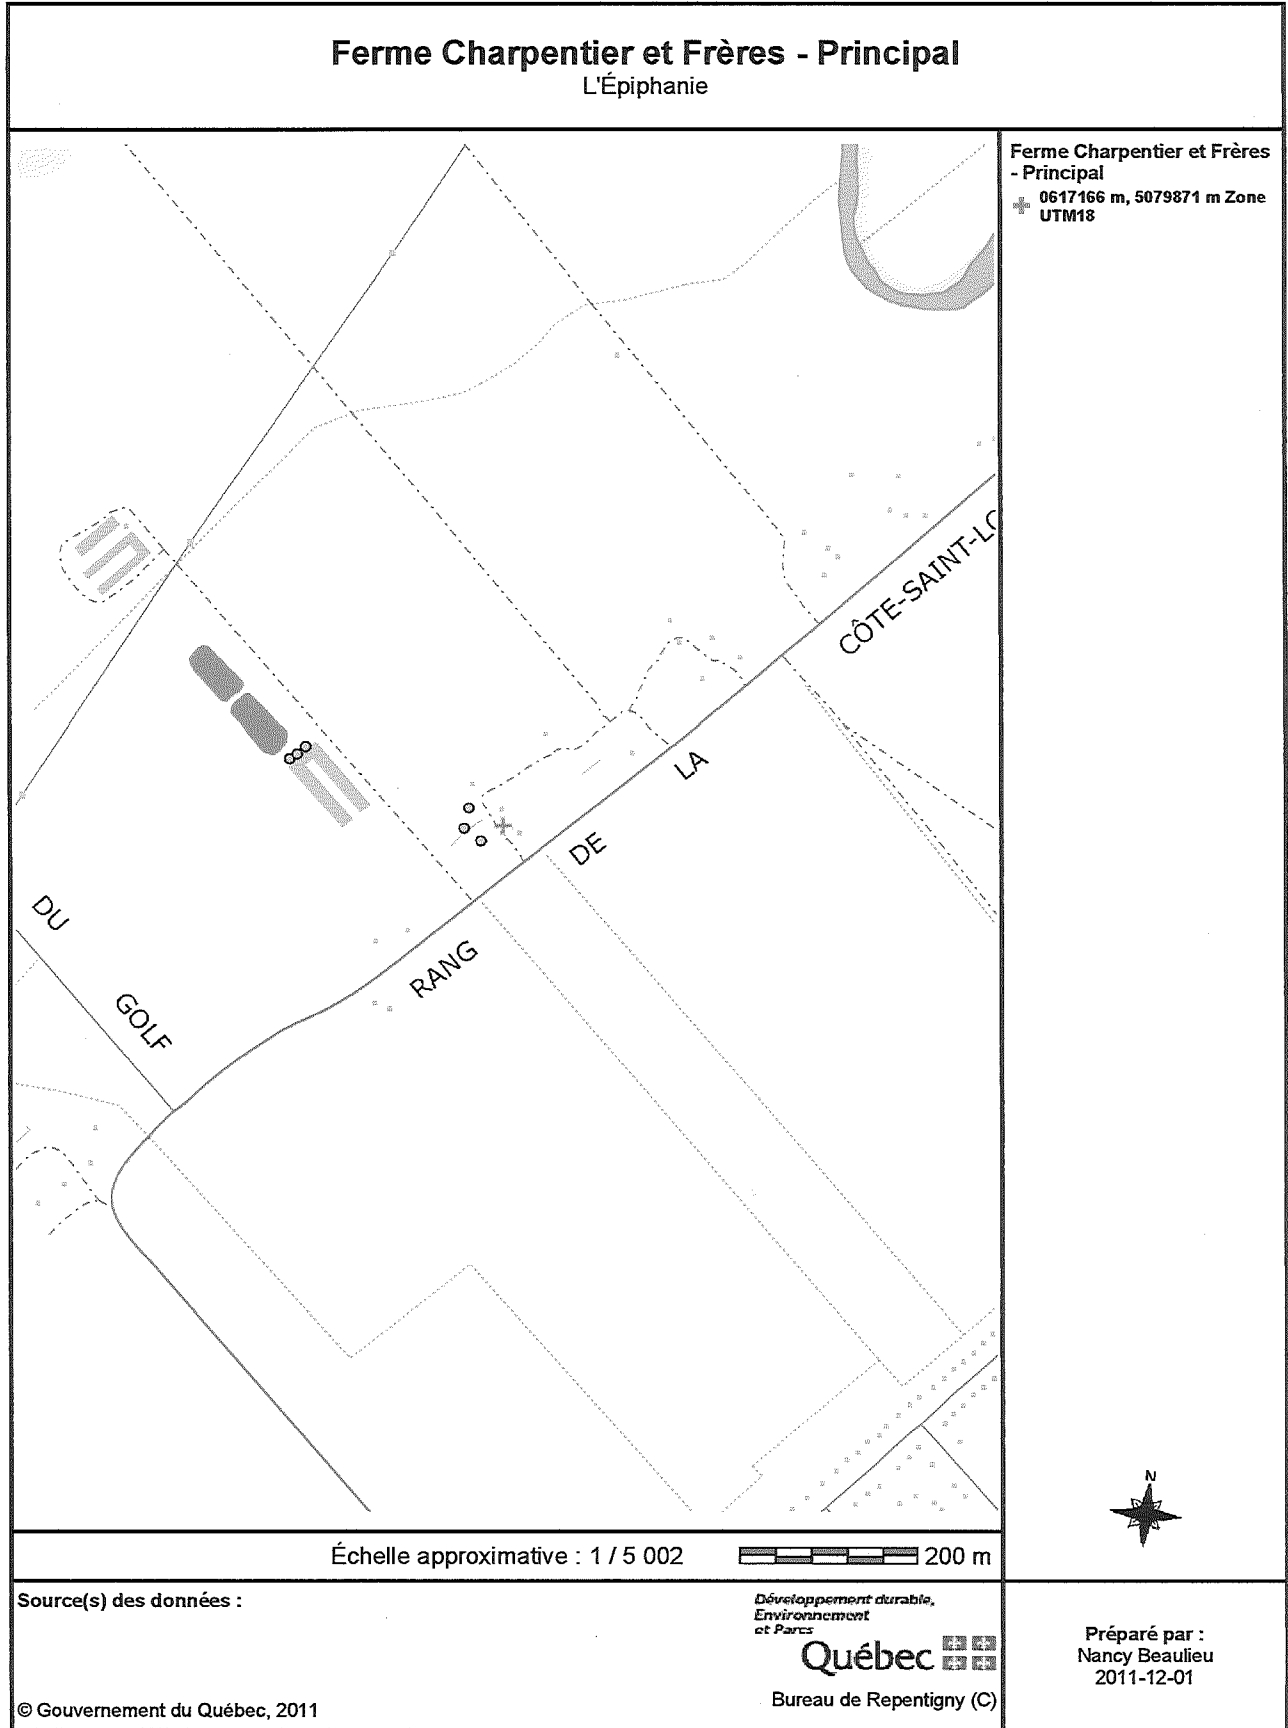 Ferme Charpentier et Frères - Principal
L'Épiphanie
Ferme Charpentier et Frères
- Principal
0617166 m, 5079871 m Zone
UTM18
CÔTE-SAINT-LO
LA
DE
RANG
DU
GOLF
N
Échelle approximative : 1 / 5 002
200 m
Source(s) des données :
© Gouvernement du Québec, 2011
Développement durable,
Environnement
et Parcs
Québec
Bureau de Repentigny (C)
Préparé par :
Nancy Beaulieu
2011-12-01